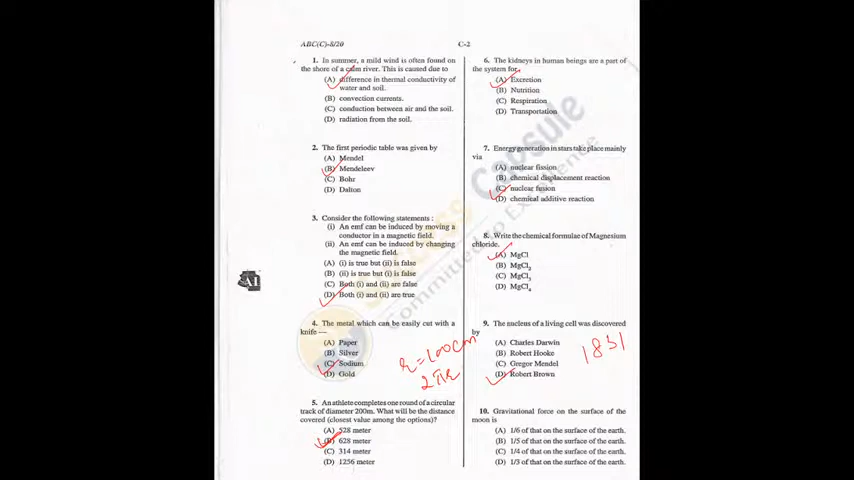 ABC(C)-8/20
C-2
1. In summer, a mild wind is often found on
the shore of a calm river. This is caused due to
(A) difference in thermal conductivity of
water and soil.
(B) convection currents.
(C) conduction between air and the soil.
(D) radiation from the soil.
2. The first periodic table was given by
(A) Mendel
(B) Mendeleev
(C) Bohr
(D) Dalton
3. Consider the following statements :
(i) An emf can be induced by moving a
conductor in a magnetic field.
(ii) An emf can be induced by changing
the magnetic field.
(A) (i) is true but (ii) is false
(B) (ii) is true but (i) is false
(C) Both (i) and (ii) are false
(D) Both (i) and (ii) are true
4. The metal which can be easily cut with a
knife —
(A) Paper
(B) Silver
(C) Sodium
(D) Gold
r=100cm
2πr
5. An athlete completes one round of a circular
track of diameter 200m. What will be the distance
covered (closest value among the options)?
(A) 528 meter
(B) 628 meter
(C) 314 meter
(D) 1256 meter
6. The kidneys in human beings are a part of
the system for
(A) Excretion
(B) Nutrition
(C) Respiration
(D) Transportation
7. Energy generation in stars take place mainly
via
(A) nuclear fission
(B) chemical displacement reaction
(C) nuclear fusion
(D) chemical additive reaction
8. Write the chemical formulae of Magnesium
chloride.
(A) MgCl
(B) MgCl₂
(C) MgCl₃
(D) MgCl₄
9. The nucleus of a living cell was discovered
by
(A) Charles Darwin
(B) Robert Hooke
(C) Gregor Mendel
(D) Robert Brown
1831
10. Gravitational force on the surface of the
moon is
(A) 1/6 of that on the surface of the earth.
(B) 1/5 of that on the surface of the earth.
(C) 1/4 of that on the surface of the earth.
(D) 1/3 of that on the surface of the earth.
A1
Success Capsule
Committed to Excellence